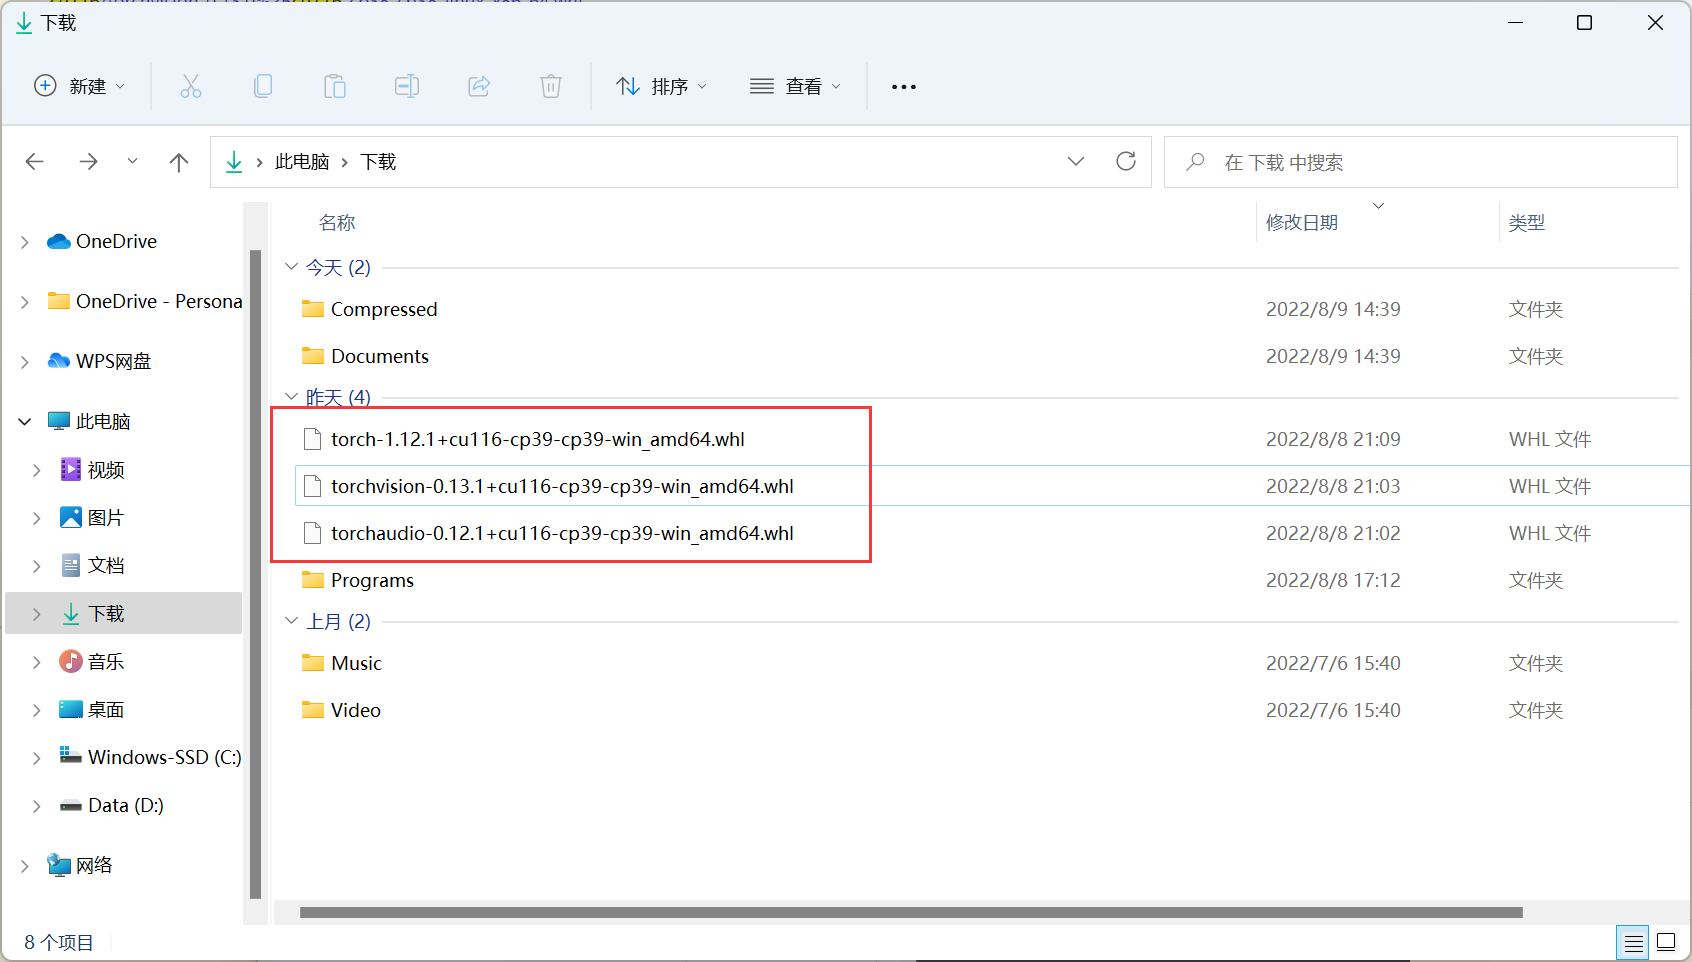 下载
新建
排序
查看
此电脑 下载
在 下载 中搜索
名称 修改日期 类型
OneDrive
OneDrive - Persona
WPS网盘
此电脑
视频
图片
文档
下载
音乐
桌面
Windows-SSD (C:)
Data (D:)
网络
今天 (2)
Compressed 2022/8/9 14:39 文件夹
Documents 2022/8/9 14:39 文件夹
昨天 (4)
torch-1.12.1+cu116-cp39-cp39-win_amd64.whl 2022/8/8 21:09 WHL 文件
torchvision-0.13.1+cu116-cp39-cp39-win_amd64.whl 2022/8/8 21:03 WHL 文件
torchaudio-0.12.1+cu116-cp39-cp39-win_amd64.whl 2022/8/8 21:02 WHL 文件
Programs 2022/8/8 17:12 文件夹
上月 (2)
Music 2022/7/6 15:40 文件夹
Video 2022/7/6 15:40 文件夹
8 个项目